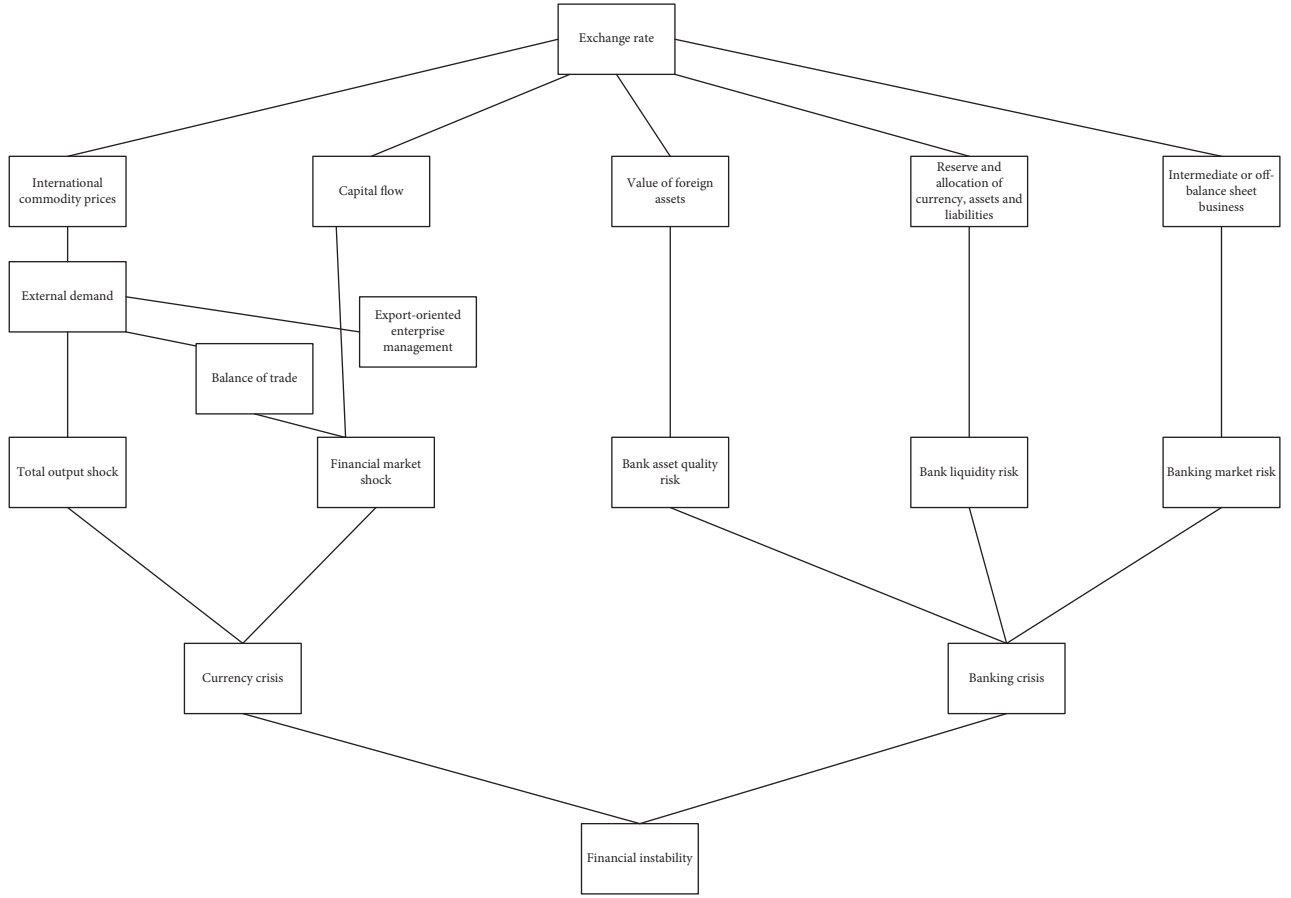 Exchange rate
International
commodity prices
Capital flow
Value of foreign
assets
Reserve and
allocation of
currency, assets and
liabilities
Intermediate or off-
balance sheet
business
External demand
Export-oriented
enterprise
management
Balance of trade
Total output shock
Financial market
shock
Bank asset quality
risk
Bank liquidity risk
Banking market risk
Currency crisis
Banking crisis
Financial instability